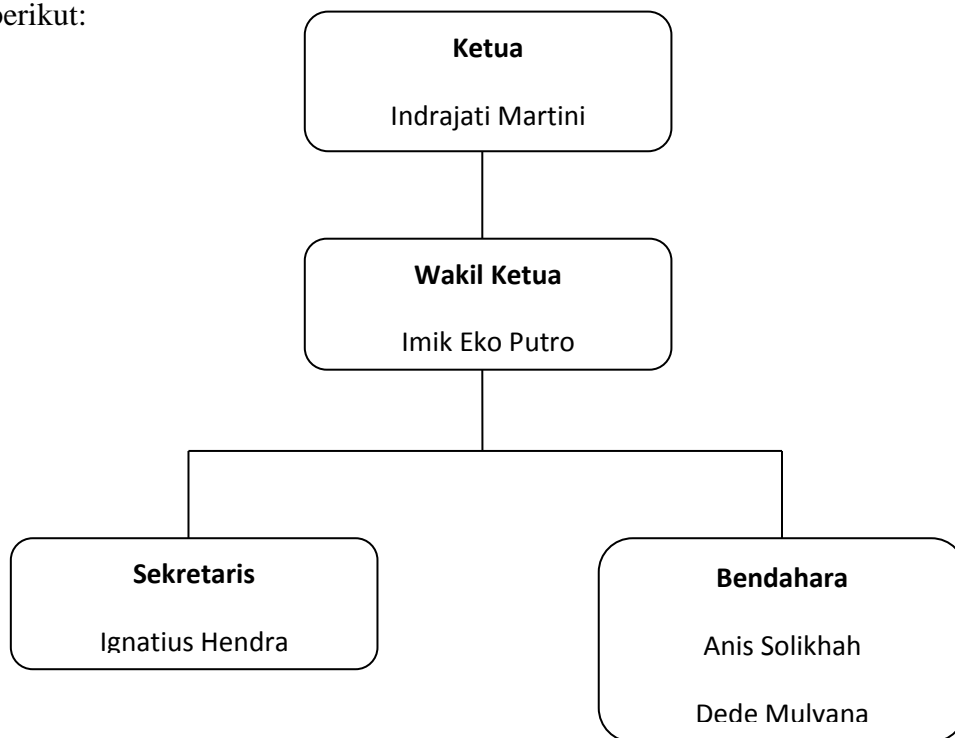 berikut:
Ketua
Indrajati Martini
Wakil Ketua
Imik Eko Putro
Sekretaris
Ignatius Hendra
Bendahara
Anis Solikhah
Dede Mulyana